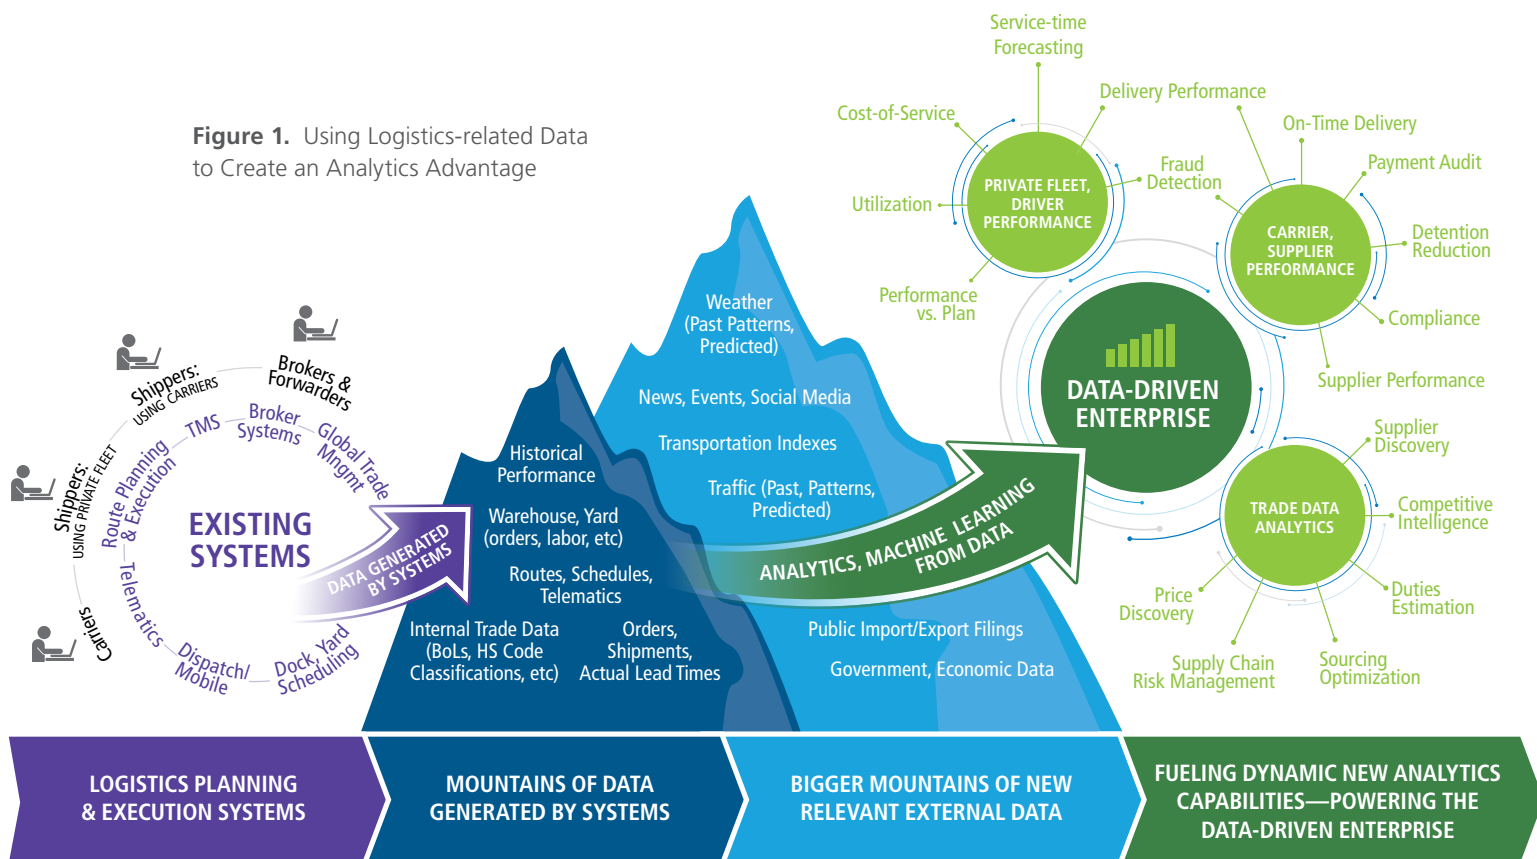 Figure 1. Using Logistics-related Data
to Create an Analytics Advantage
Brokers &
Forwarders
Shippers:
USING CARRIERS
Shippers:
USING PRIVATE FLEET
Carriers
Route Planning
& Execution
TMS
Broker
Systems
Global Trade
Mngmt
Telematics
Dispatch/
Mobile
Dock, Yard
Scheduling
EXISTING
SYSTEMS
DATA GENERATED
BY SYSTEMS
Historical
Performance
Warehouse, Yard
(orders, labor, etc)
Routes, Schedules,
Telematics
Internal Trade Data
(BoLs, HS Code
Classifications, etc)
Orders,
Shipments,
Actual Lead Times
Weather
(Past Patterns,
Predicted)
News, Events, Social Media
Transportation Indexes
Traffic (Past, Patterns,
Predicted)
ANALYTICS, MACHINE LEARNING
FROM DATA
Public Import/Export Filings
Government, Economic Data
DATA-DRIVEN
ENTERPRISE
PRIVATE FLEET,
DRIVER
PERFORMANCE
Service-time
Forecasting
Cost-of-Service
Utilization
Performance
vs. Plan
Delivery Performance
Fraud
Detection
CARRIER,
SUPPLIER
PERFORMANCE
On-Time Delivery
Payment Audit
Detention
Reduction
Compliance
Supplier Performance
TRADE DATA
ANALYTICS
Supplier
Discovery
Competitive
Intelligence
Duties
Estimation
Sourcing
Optimization
Supply Chain
Risk Management
Price
Discovery
LOGISTICS PLANNING
& EXECUTION SYSTEMS
MOUNTAINS OF DATA
GENERATED BY SYSTEMS
BIGGER MOUNTAINS OF NEW
RELEVANT EXTERNAL DATA
FUELING DYNAMIC NEW ANALYTICS
CAPABILITIES—POWERING THE
DATA-DRIVEN ENTERPRISE